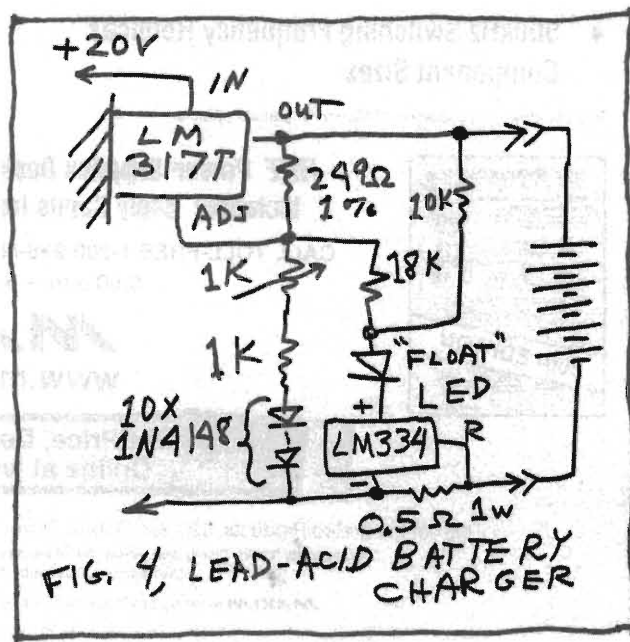 +20V
IN
OUT
LM
317T
ADJ
249Ω
1%
10K
1K
18K
1K
"FLOAT"
LED
10X
1N4148
+
LM334
R
-
0.5Ω 1W
FIG. 4, LEAD-ACID BATTERY
CHARGER